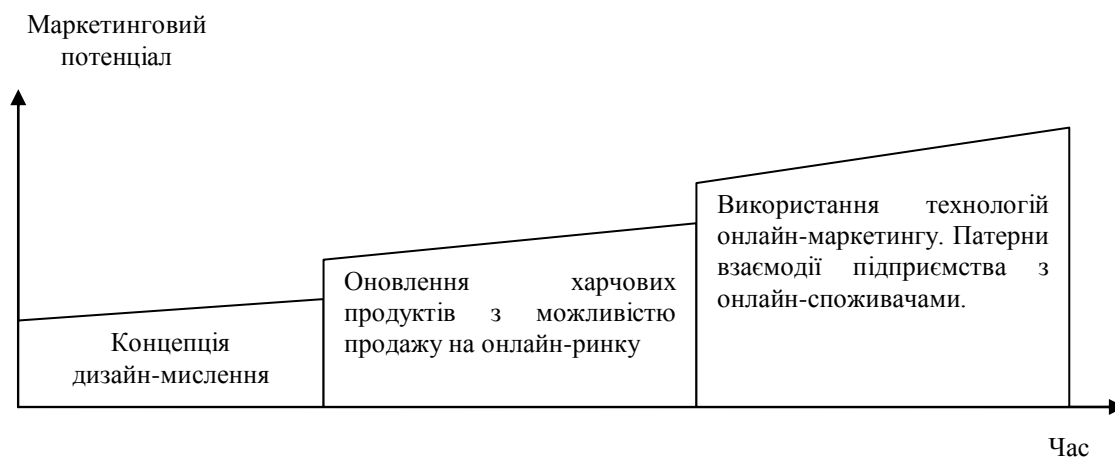 Маркетинговий
потенціал
Використання технологій
онлайн-маркетингу. Патерни
взаємодії підприємства з
онлайн-споживачами.
Оновлення харчових
продуктів з можливістю
продажу на онлайн-ринку
Концепція
дизайн-мислення
Час